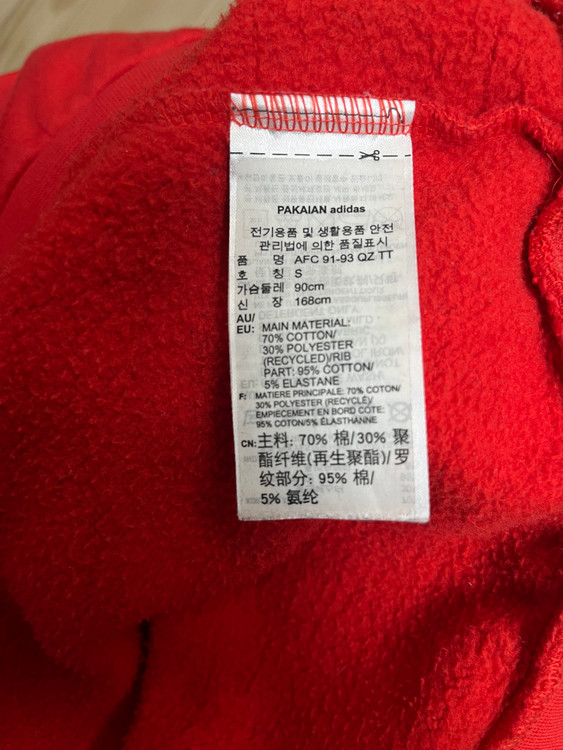 PAKAIAN adidas
전기용품 및 생활용품 안전
관리법에 의한 품질표시
품 명 AFC 91-93 QZ TT
호 칭 S
가슴둘레 90cm
신 장 168cm
AU/
EU: MAIN MATERIAL:
70% COTTON/
30% POLYESTER
(RECYCLED)/RIB
PART: 95% COTTON/
5% ELASTANE
F: MATIERE PRINCIPALE: 70% COTON/
30% POLYESTER (RECYCLÉ)/
EMPIECEMENT EN BORD COTE:
95% COTON/5% ÉLASTHANNE
CN: 主料: 70% 棉/30% 聚
酯纤维(再生聚酯)/罗
纹部分: 95% 棉/
5% 氨纶